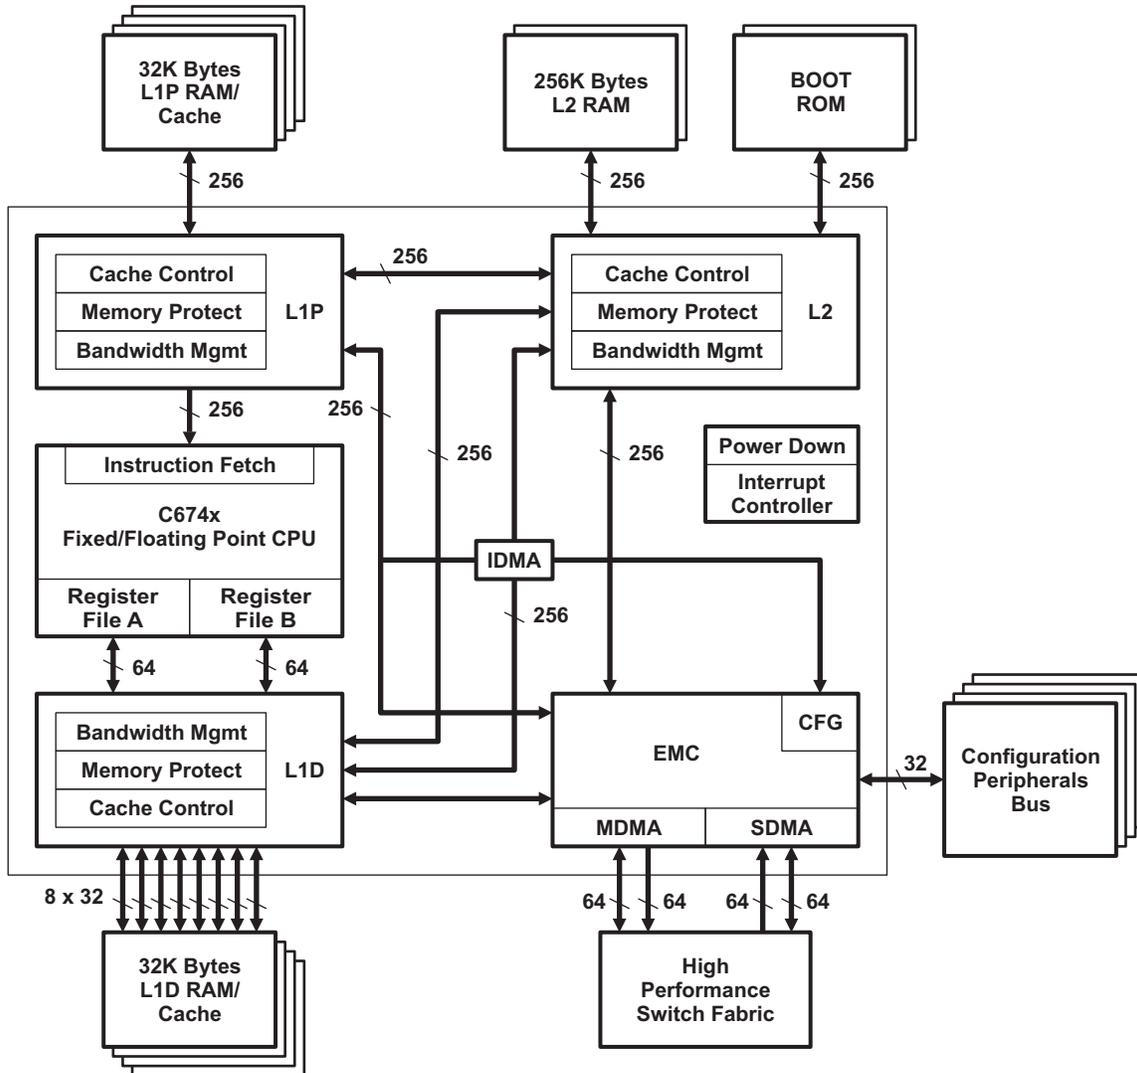 32K Bytes
L1P RAM/
Cache
256K Bytes
L2 RAM
BOOT
ROM
256
256
256
Cache Control
Memory Protect
Bandwidth Mgmt
L1P
256
Cache Control
Memory Protect
Bandwidth Mgmt
L2
256
256
256
256
Instruction Fetch
C674x
Fixed/Floating Point CPU
Register
File A
Register
File B
Power Down
Interrupt
Controller
IDMA
256
64
64
Bandwidth Mgmt
Memory Protect
Cache Control
L1D
EMC
CFG
MDMA
SDMA
32
Configuration
Peripherals
Bus
8 x 32
64
64
64
64
32K Bytes
L1D RAM/
Cache
High
Performance
Switch Fabric